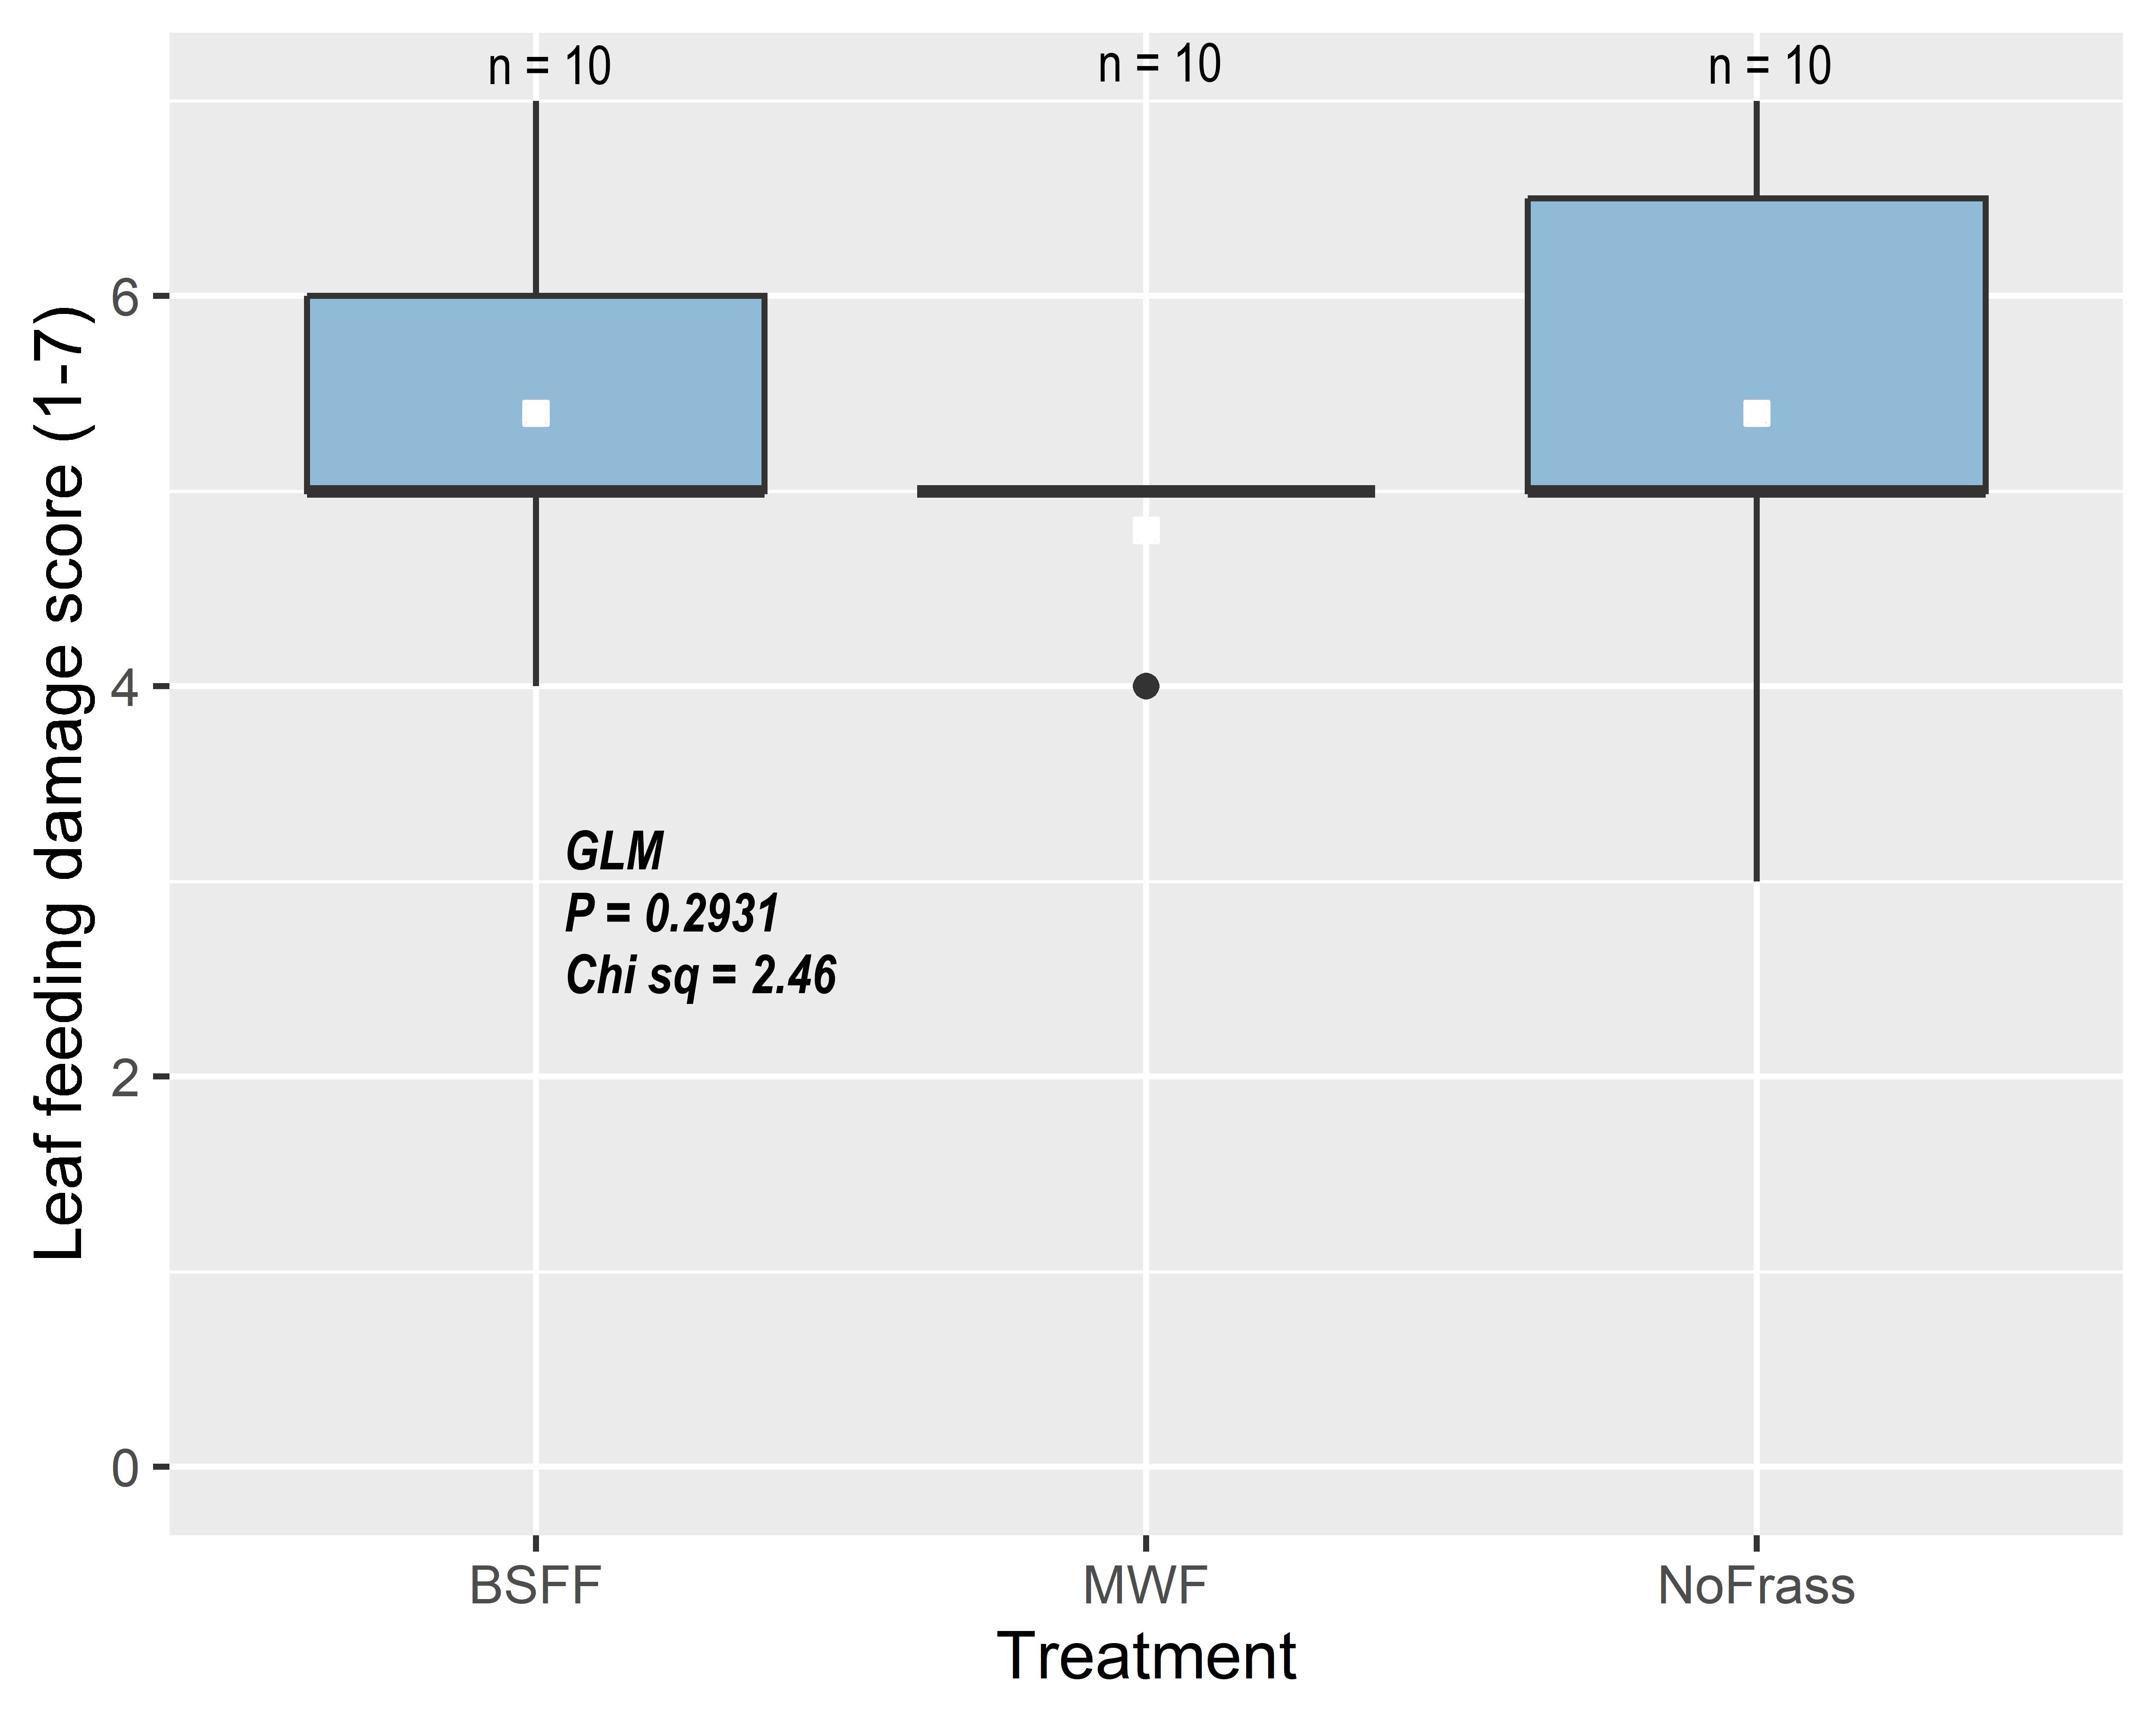 n = 10
n = 10
n = 10
Leaf feeding damage score (1-7)
6
4
2
0
GLM
P = 0.2931
Chi sq = 2.46
BSFF
MWF
NoFrass
Treatment